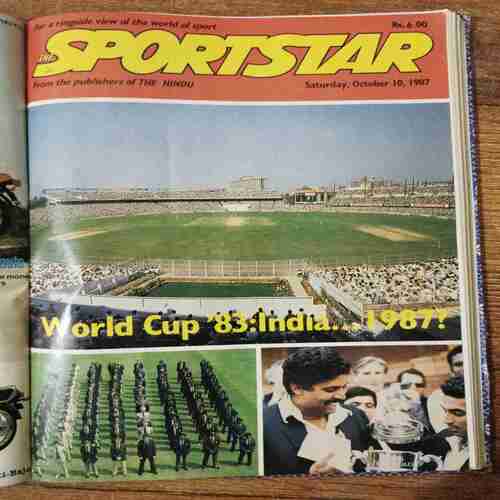 For a ringside view of the world of sport
Rs. 6.00
THE SPORTSTAR
From the publishers of THE HINDU
Saturday, October 10, 1987
World Cup '83:India...1987?